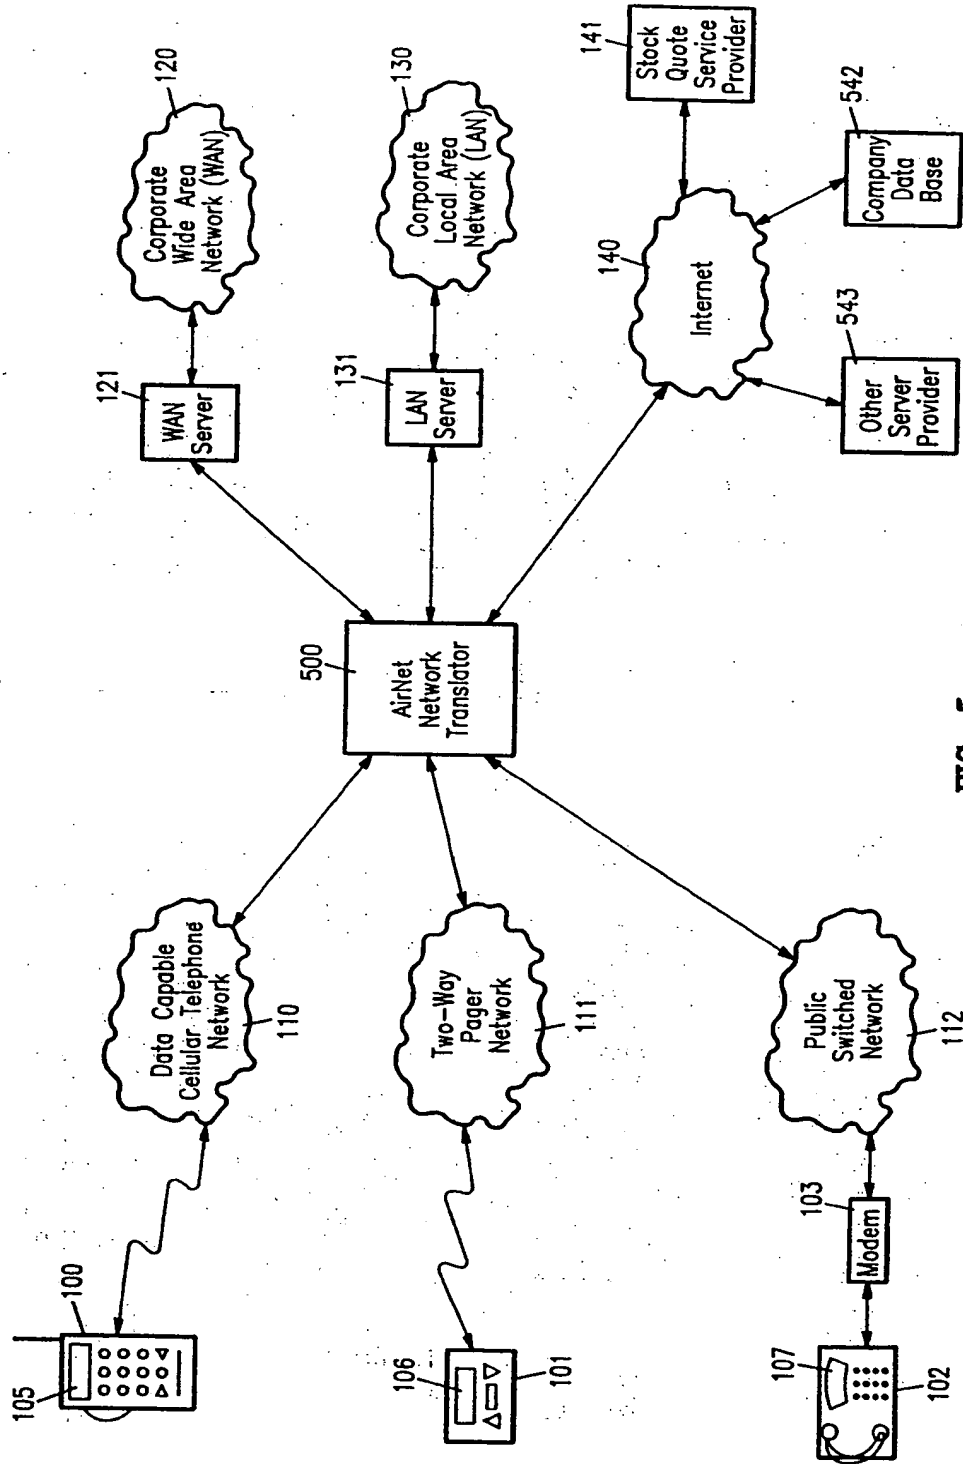 105
100
Data Capable
Cellular Telephone
Network
110
106
101
Two-Way
Pager
Network
111
107
102
103
Modem
Public
Switched
Network
112
500
AirNet
Network
Translator
121
WAN
Server
Corporate
Wide Area
Network (WAN)
120
131
LAN
Server
Corporate
Local Area
Network (LAN)
130
140
Internet
141
Stock
Quote
Service
Provider
542
Company
Data
Base
543
Other
Server
Provider